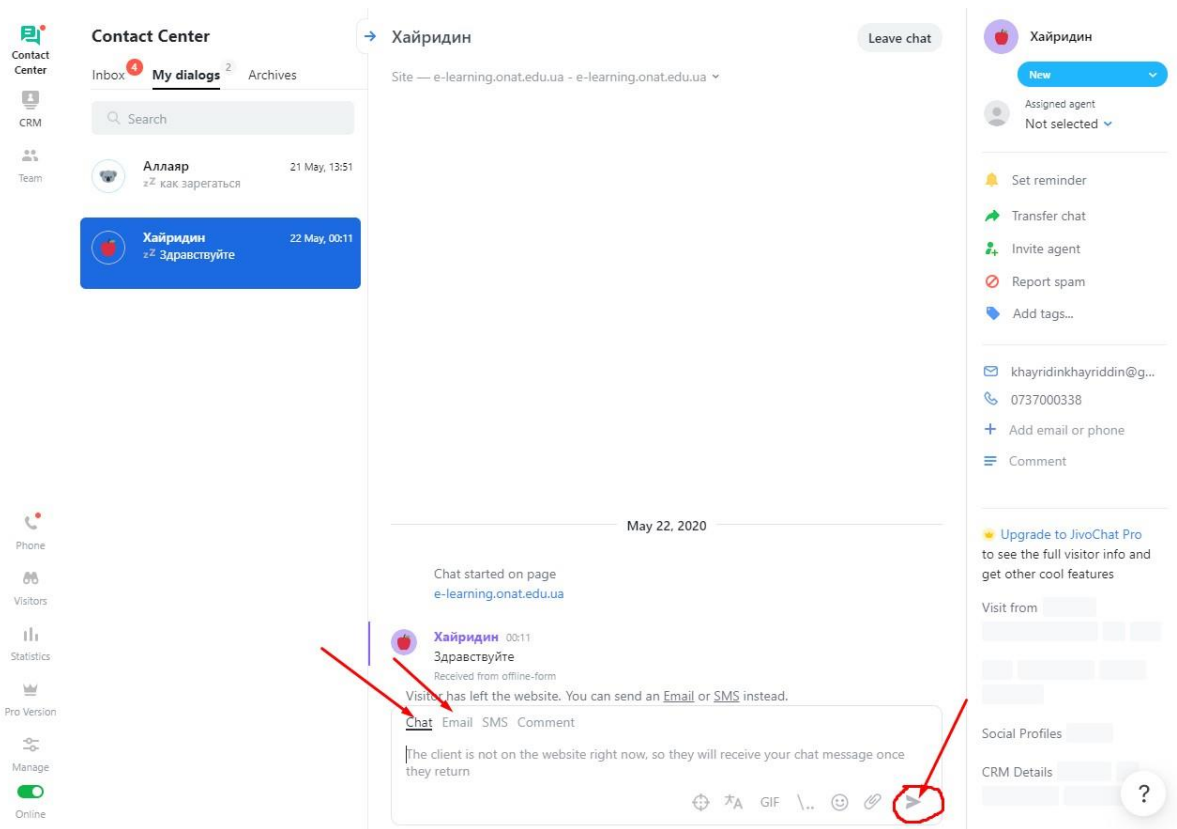 Contact
Center
CRM
Team
Phone
Visitors
Statistics
Pro Version
Manage
Online
Contact Center
Inbox 4 My dialogs 2 Archives
Search
Аллаяр 21 May, 13:51
zZ как зарегаться
Хайридин 22 May, 00:11
zZ Здравствуйте
Хайридин
Leave chat
Site — e-learning.onat.edu.ua - e-learning.onat.edu.ua
May 22, 2020
Chat started on page
e-learning.onat.edu.ua
Хайридин 00:11
Здравствуйте
Received from offline-form
Visitor has left the website. You can send an Email or SMS instead.
Chat Email SMS Comment
The client is not on the website right now, so they will receive your chat message once
they return
GIF \..
Хайридин
New
Assigned agent
Not selected
Set reminder
Transfer chat
Invite agent
Report spam
Add tags...
khayridinkhayriddin@g...
0737000338
Add email or phone
Comment
Upgrade to JivoChat Pro
to see the full visitor info and
get other cool features
Visit from
Social Profiles
CRM Details
?